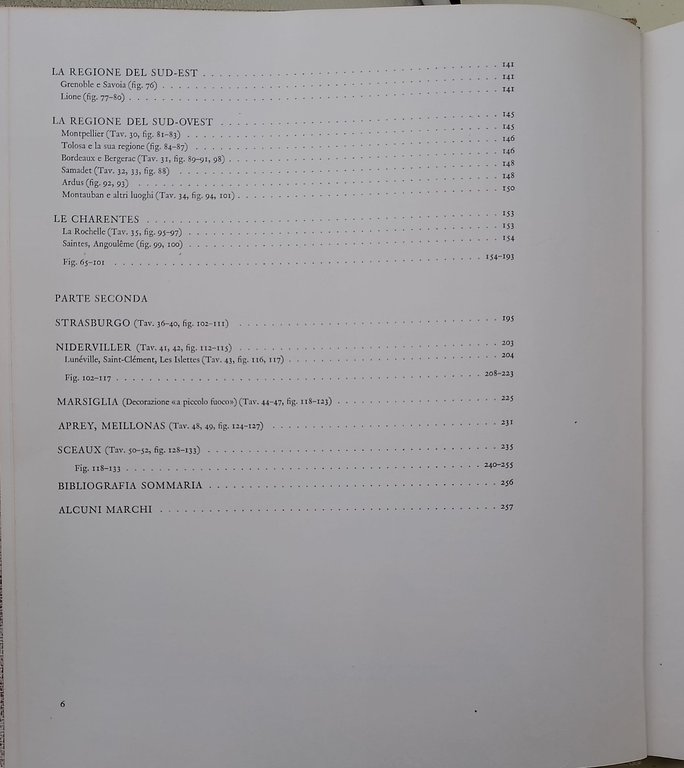 LA REGIONE DEL SUD-EST . . . . . . . . . . 141
Grenoble e Savoia (fig. 76) . . . . . . . . . . 141
Lione (fig. 77–80) . . . . . . . . . . 141
LA REGIONE DEL SUD-OVEST . . . . . . . . . . 145
Montpellier (Tav. 30, fig. 81–83) . . . . . . . . . . 145
Tolosa e la sua regione (fig. 84–87) . . . . . . . . . . 146
Bordeaux e Bergerac (Tav. 31, fig. 89–91, 98) . . . . . . . . . . 146
Samadet (Tav. 32, 33, fig. 88) . . . . . . . . . . 148
Ardus (fig. 92, 93) . . . . . . . . . . 148
Montauban e altri luoghi (Tav. 34, fig. 94, 101) . . . . . . . . . . 150
LE CHARENTES . . . . . . . . . . 153
La Rochelle (Tav. 35, fig. 95–97) . . . . . . . . . . 153
Saintes, Angoulême (fig. 99, 100) . . . . . . . . . . 154
Fig. 65–101 . . . . . . . . . . 154–193
PARTE SECONDA
STRASBURGO (Tav. 36–40, fig. 102–111) . . . . . . . . . . 195
NIDERVILLER (Tav. 41, 42, fig. 112–115) . . . . . . . . . . 203
Lunéville, Saint-Clément, Les Islettes (Tav. 43, fig. 116, 117) . . . . . . . . . . 204
Fig. 102–117 . . . . . . . . . . 208–223
MARSIGLIA (Decorazione «a piccolo fuoco») (Tav. 44–47, fig. 118–123) . . . . . . . . . . 225
APREY, MEILLONAS (Tav. 48, 49, fig. 124–127) . . . . . . . . . . 231
SCEAUX (Tav. 50–52, fig. 128–133) . . . . . . . . . . 235
Fig. 118–133 . . . . . . . . . . 240–255
BIBLIOGRAFIA SOMMARIA . . . . . . . . . . 256
ALCUNI MARCHI . . . . . . . . . . 257
6